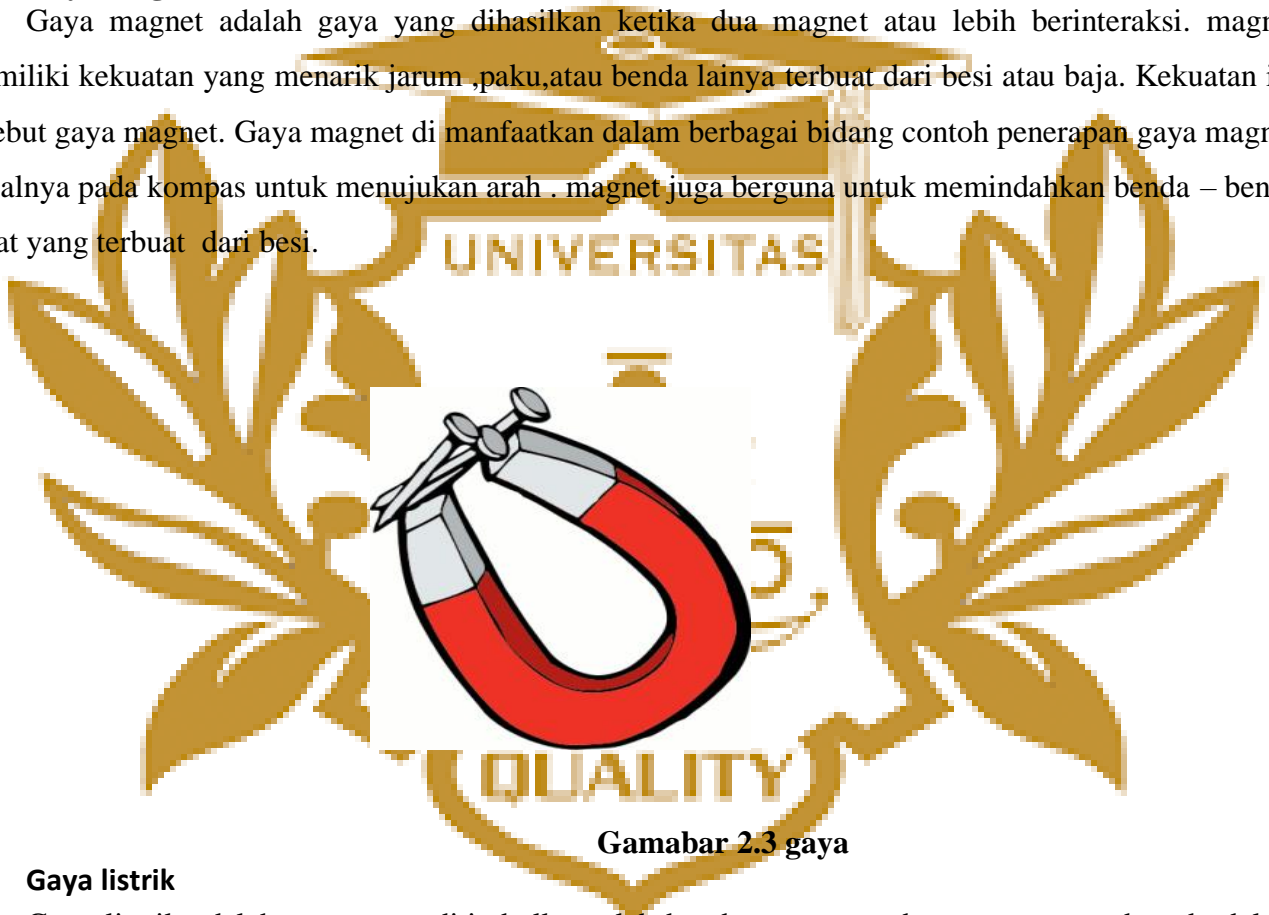 Gaya magnet adalah gaya yang dihasilkan ketika dua magnet atau lebih berinteraksi. magn
miliki kekuatan yang menarik jarum ,paku,atau benda lainya terbuat dari besi atau baja. Kekuatan i
ebut gaya magnet. Gaya magnet di manfaatkan dalam berbagai bidang contoh penerapan gaya magn
alnya pada kompas untuk menujukan arah . magnet juga berguna untuk memindahkan benda – ben
at yang terbuat dari besi.
UNIVERSITAS
QUALITY
Gamabar 2.3 gaya
Gaya listrik